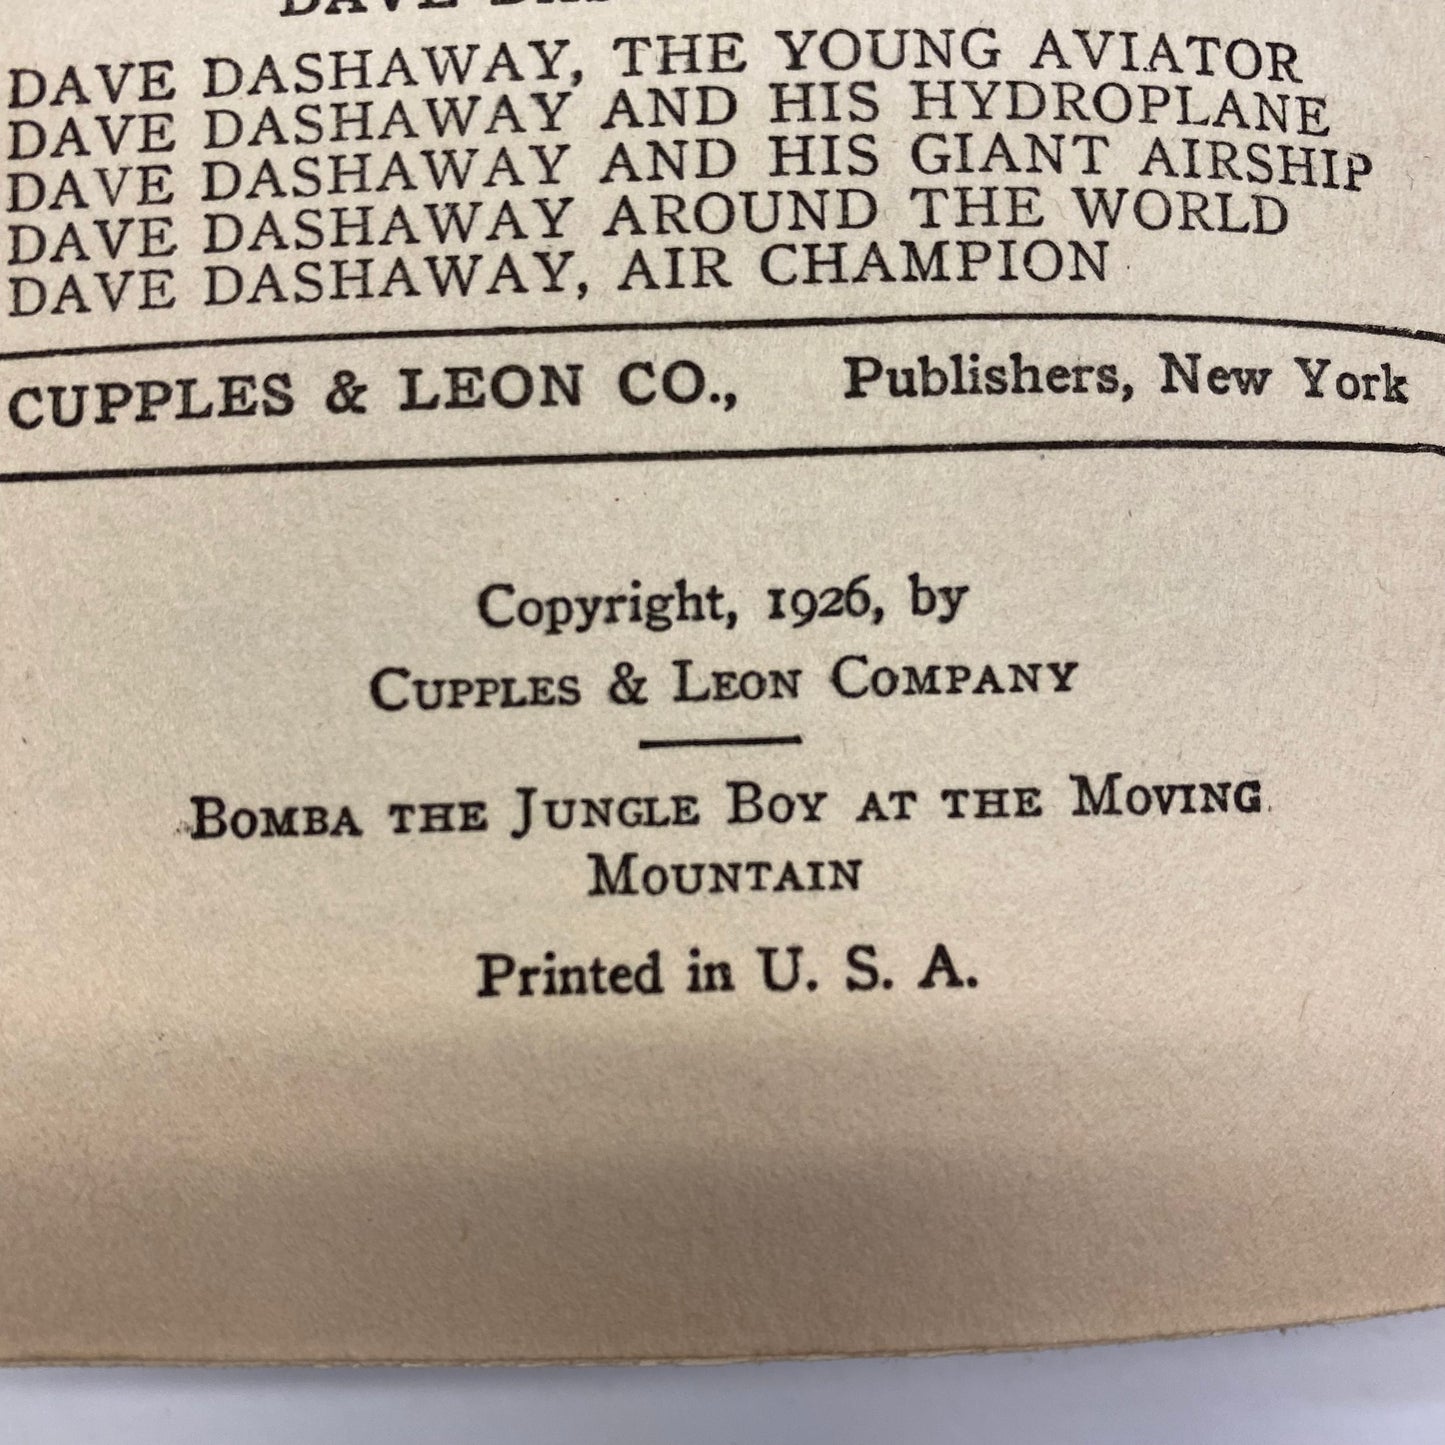 DAVE
DAVE DASHAWAY, THE YOUNG AVIATOR
DAVE DASHAWAY AND HIS HYDROPLANE
DAVE DASHAWAY AND HIS GIANT AIRSHIP
DAVE DASHAWAY AROUND THE WORLD
DAVE DASHAWAY, AIR CHAMPION
CUPPLES & LEON CO., Publishers, New York
Copyright, 1926, by
CUPPLES & LEON COMPANY
BOMBA THE JUNGLE BOY AT THE MOVING
MOUNTAIN
Printed in U. S. A.